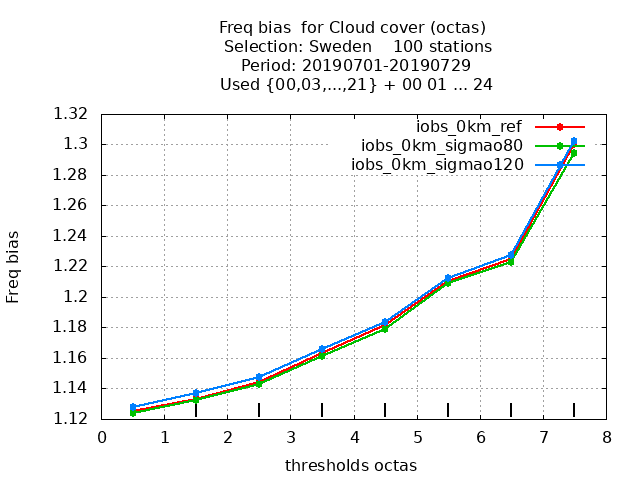 Freq bias  for Cloud cover (octas)
Selection: Sweden    100 stations
Period: 20190701-20190729
Used {00,03,...,21} + 00 01 ... 24
iobs_0km_ref
iobs_0km_sigmao80
iobs_0km_sigmao120
1.32
1.3
1.28
1.26
1.24
1.22
1.2
1.18
1.16
1.14
1.12
Freq bias
0 1 2 3 4 5 6 7 8
thresholds octas